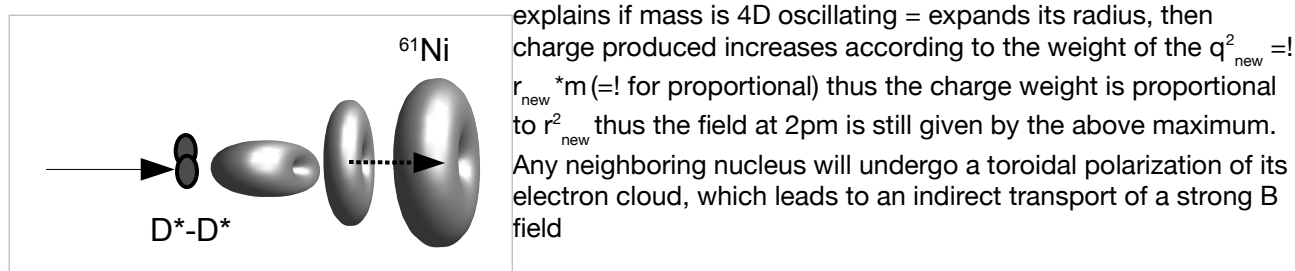 ⁶¹Ni
D*-D*
explains if mass is 4D oscillating = expands its radius, then
charge produced increases according to the weight of the q²ₙₑw =!
rₙₑw *m (=! for proportional) thus the charge weight is proportional
to r²ₙₑw thus the field at 2pm is still given by the above maximum.
Any neighboring nucleus will undergo a toroidal polarization of its
electron cloud, which leads to an indirect transport of a strong B
field